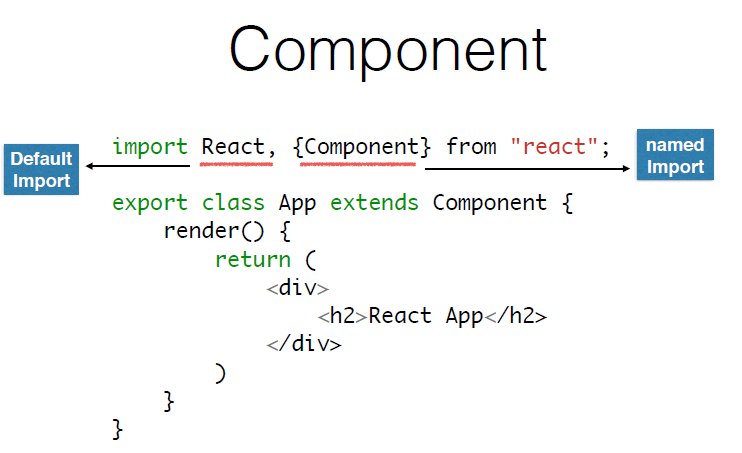 Component
Default
Import
import React, {Component} from "react";
named
Import
export class App extends Component {
render() {
return (
<div>
<h2>React App</h2>
</div>
)
}
}